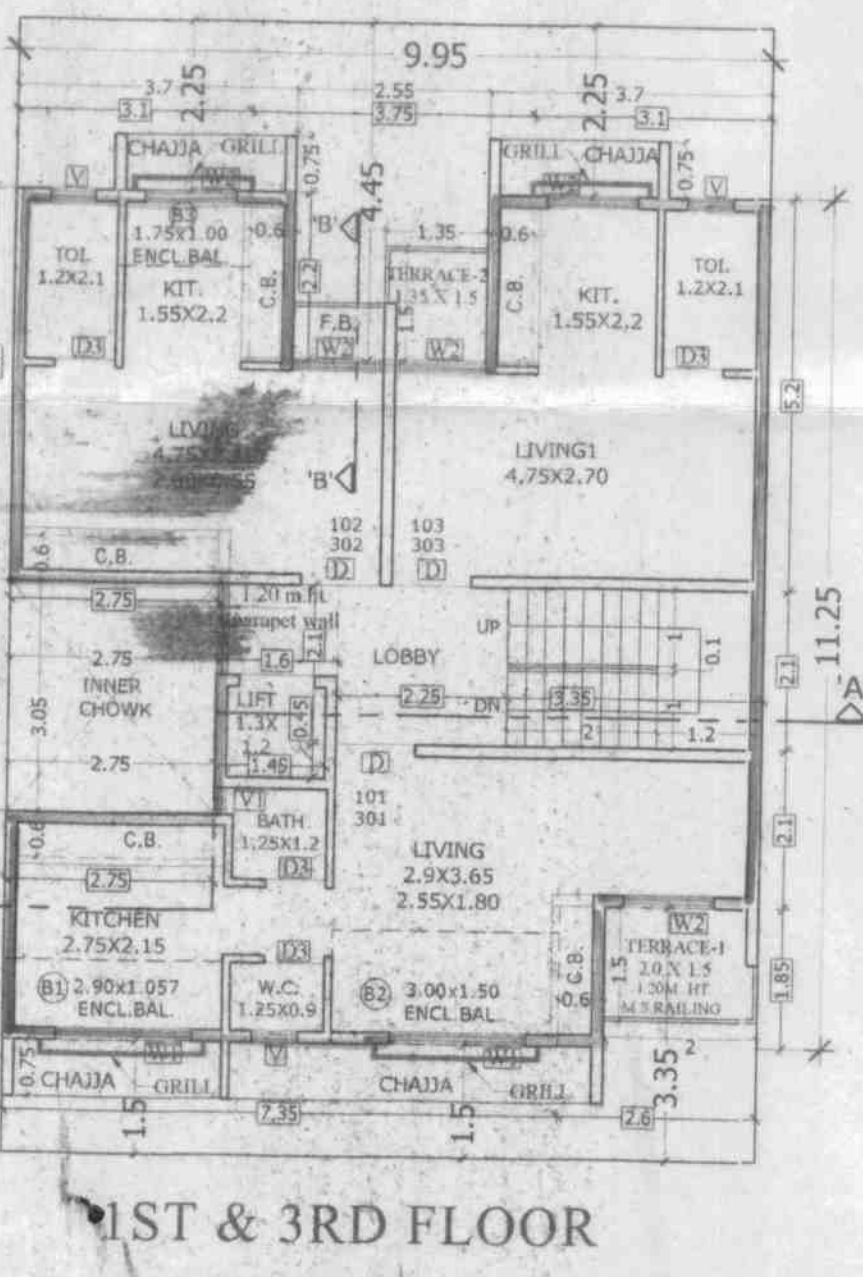 9.95
3.7 2.25 2.55 2.25 3.7
3.1 3.75 3.1
CHAJJA GRILL 0.75 4.45 GRILL CHAJJA 0.75
V W2 V
B3
1.75x1.00 0.6 'B' 1.35 0.6
ENCL.BAL.
TOL
1.2X2.1
KIT.
1.55X2.2
C.B.
2.2
TERRACE-2
1.35 X 1.5
1.5
C.B.
KIT.
1.55X2.2
TOL
1.2X2.1
F.B.
D3 W2 W2 D3
5.2
LIVING
'B'
LIVING1
4.75X2.70
102 103
302 303
D D
0.6
C.B.
2.75
1.20 m.ht.
parapet wall
2.1
1.6
UP
LOBBY
1
0.1
2.1
11.25
2.75
INNER
CHOWK
3.05
2.75
LIFT
1.3X
1.2
0.45
1.45
2.25
DN
3.35
1
2 1.2
'A
D
101
301
V1
BATH.
1.25X1.2
D3
0.6
C.B.
2.75
LIVING
2.9X3.65
2.55X1.80
2.1
KITCHEN
2.75X2.15
D3
W2
TERRACE-1
2.0 X 1.5
1.20M. HT
M.S.RAILING
1.5
C.B.
0.6
1.85
B1 2.90x1.057
ENCL.BAL.
W.C.
1.25X0.9
B2 3.00x1.50
ENCL.BAL
W1 V W1
2
0.75
CHAJJA GRILL CHAJJA GRILL
3.35
1.5 7.35 1.5 2.6
1ST & 3RD FLOOR